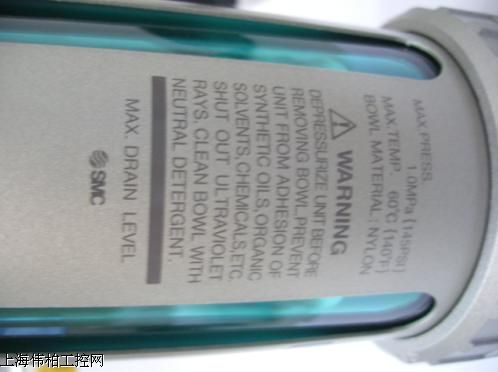 MAX.PRESS.
1.0MPa {145PSI}
MAX.TEMP. 60°C {140°F}
BOWL MATERIAL: NYLON
WARNING
DEPRESSURIZE UNIT BEFORE
REMOVING BOWL.PREVENT
UNIT FROM ADHESION OF
SYNTHETIC OILS,ORGANIC
SOLVENTS,CHEMICALS,ETC.
SHUT OUT ULTRAVIOLET
RAYS. CLEAN BOWL WITH
NEUTRAL DETERGENT.
MAX. DRAIN LEVEL
SMC
上海伟柏工控网